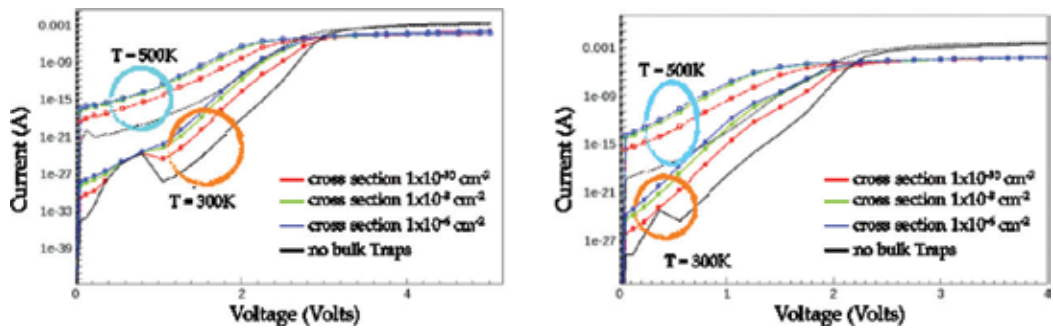 0.001
1e-09
1e-15
1e-21
1e-27
1e-33
1e-39
Current (A)
T = 500K
T = 300K
cross section 1x10⁻¹⁰ cm⁻²
cross section 1x10⁻⁸ cm⁻²
cross section 1x10⁻⁶ cm⁻²
no bulk Traps
0 2 4
Voltage (Volts)
0.001
1e-09
1e-15
1e-21
1e-27
Current (A)
T = 500K
T = 300K
cross section 1x10⁻¹⁰ cm⁻²
cross section 1x10⁻⁸ cm⁻²
cross section 1x10⁻⁶ cm⁻²
no bulk Traps
0 1 2 3 4
Voltage (Volts)